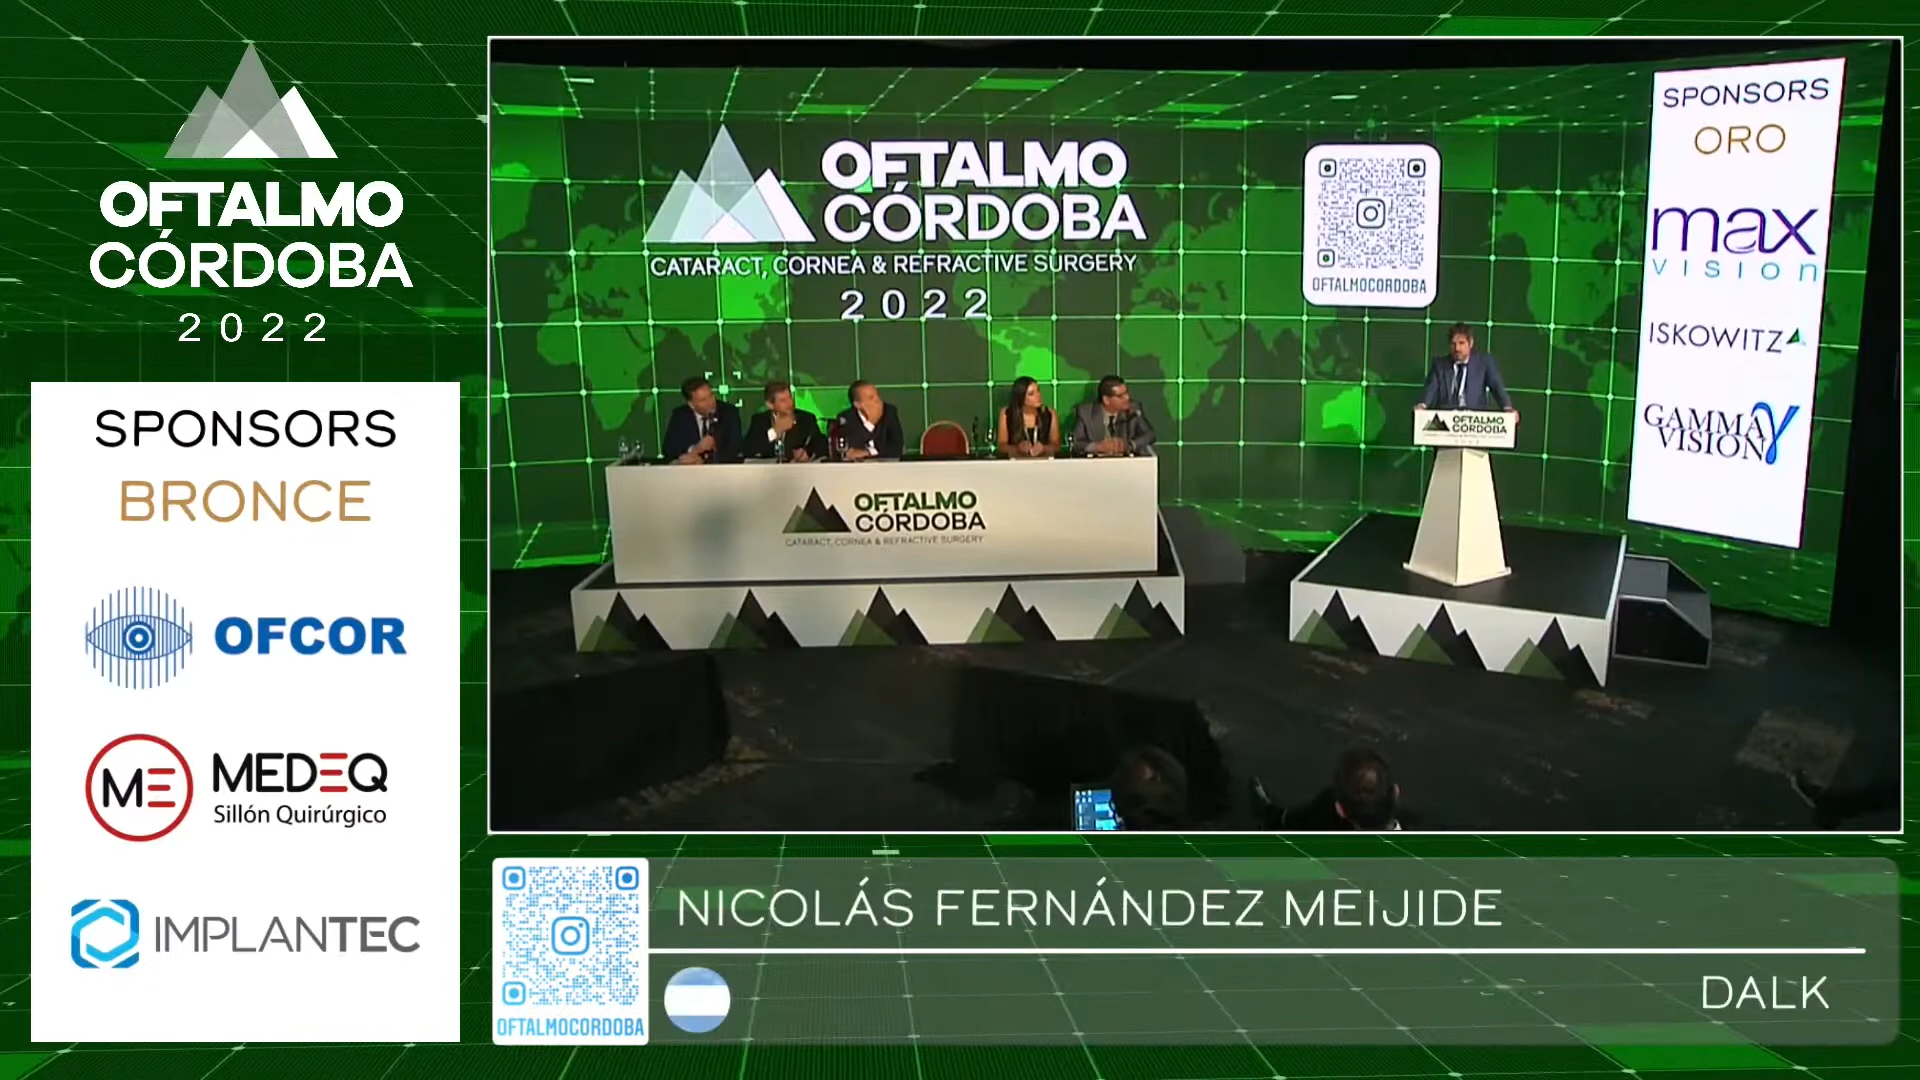 OFTALMO
CÓRDOBA
2022
SPONSORS
BRONCE
OFCOR
ME MEDEQ
Sillón Quirúrgico
IMPLANTEC
OFTALMO
CÓRDOBA
CATARACT, CORNEA & REFRACTIVE SURGERY
2022
OFTALMOCORDOBA
SPONSORS
ORO
max
vision
ISKOWITZ
GAMMA
VISION
OFTALMO
CÓRDOBA
OFTALMO
CÓRDOBA
CATARACT, CORNEA & REFRACTIVE SURGERY
NICOLÁS FERNÁNDEZ MEIJIDE
DALK
OFTALMOCORDOBA